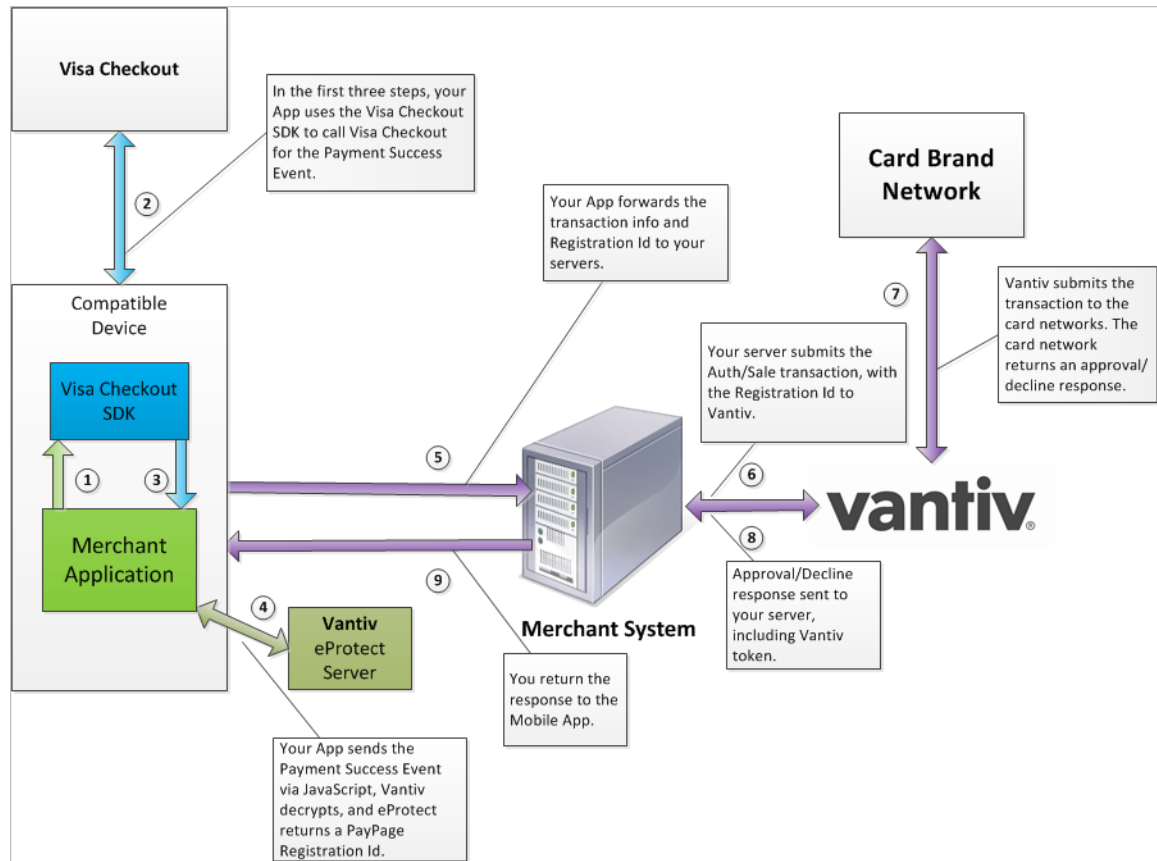 Visa Checkout
In the first three steps, your
App uses the Visa Checkout
SDK to call Visa Checkout
for the Payment Success
Event.
Card Brand
Network
2
Your App forwards the
transaction info and
Registration Id to your
servers.
7
Vantiv submits the
transaction to the
card networks. The
card network
returns an approval/
decline response.
Compatible
Device
Visa Checkout
SDK
Your server submits the
Auth/Sale transaction, with
the Registration Id to
Vantiv.
1
3
5
6
vantiv®
Merchant
Application
8
9
4
Vantiv
eProtect
Server
Merchant System
Approval/Decline
response sent to
your server,
including Vantiv
token.
You return the
response to the
Mobile App.
Your App sends the
Payment Success Event
via JavaScript, Vantiv
decrypts, and eProtect
returns a PayPage
Registration Id.